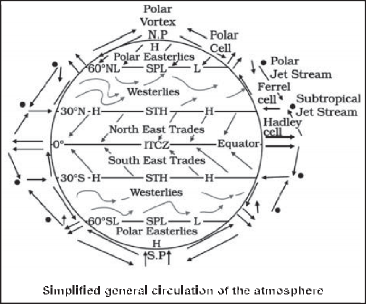 Polar
Vortex
N.P
H
Polar
Cell
Polar Easterlies
60°NL SPL L
Polar
Jet Stream
Westerlies
Ferrel
cell
Subtropical
Jet Stream
30°N H STH H
Hadley
cell
North East Trades
0° ITCZ Equator
South East Trades
30°S H STH H
Westerlies
60°SL SPL L
Polar Easterlies
H
S.P
Simplified general circulation of the atmosphere